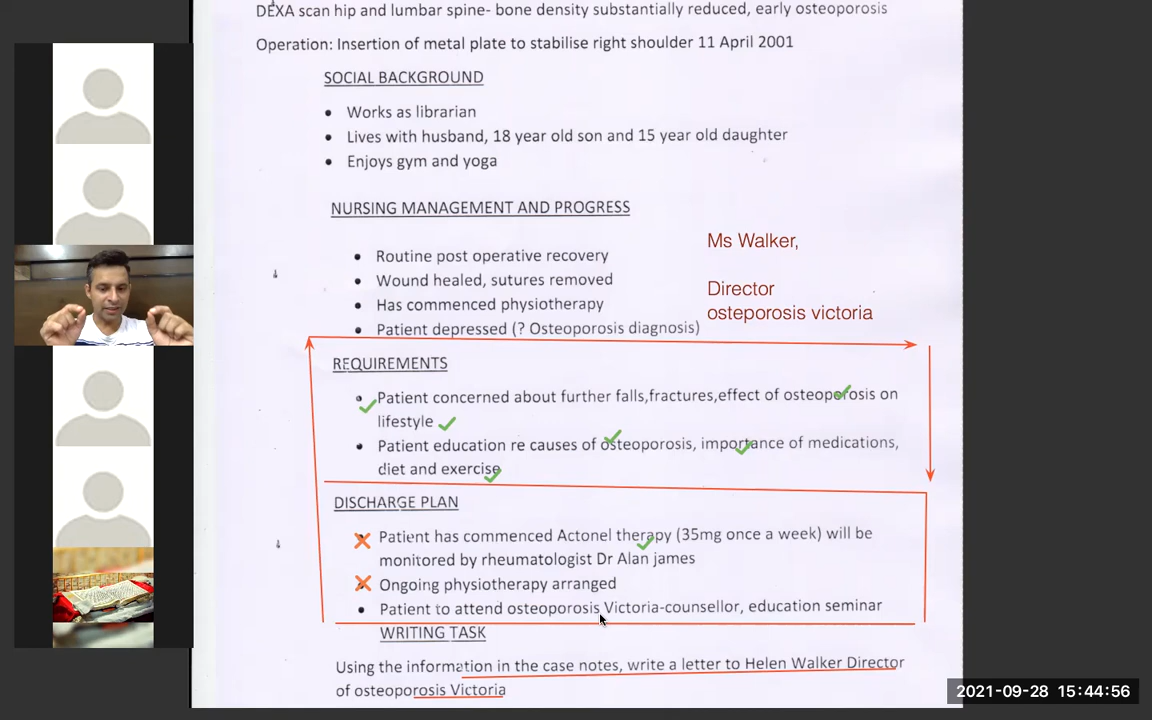 DEXA scan hip and lumbar spine- bone density substantially reduced, early osteoporosis
Operation: Insertion of metal plate to stabilise right shoulder 11 April 2001
SOCIAL BACKGROUND
• Works as librarian
• Lives with husband, 18 year old son and 15 year old daughter
• Enjoys gym and yoga
NURSING MANAGEMENT AND PROGRESS
• Routine post operative recovery
• Wound healed, sutures removed
• Has commenced physiotherapy
• Patient depressed (? Osteoporosis diagnosis)
Ms Walker,
Director
osteporosis victoria
REQUIREMENTS
• Patient concerned about further falls,fractures,effect of osteoporosis on
lifestyle
• Patient education re causes of osteoporosis, importance of medications,
diet and exercise
DISCHARGE PLAN
Patient has commenced Actonel therapy (35mg once a week) will be
monitored by rheumatologist Dr Alan james
Ongoing physiotherapy arranged
• Patient to attend osteoporosis Victoria-counsellor, education seminar
WRITING TASK
Using the information in the case notes, write a letter to Helen Walker Director
of osteoporosis Victoria
2021-09-28 15:44:56